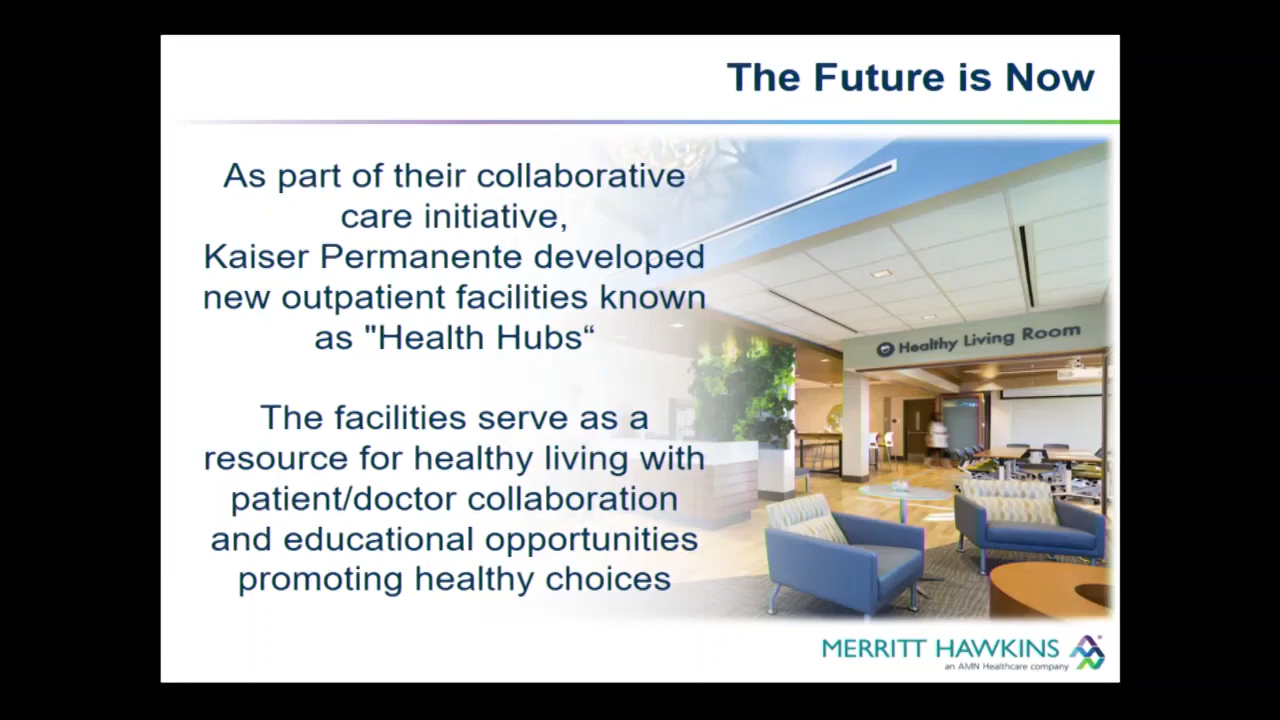 The Future is Now
As part of their collaborative
care initiative,
Kaiser Permanente developed
new outpatient facilities known
as "Health Hubs“
The facilities serve as a
resource for healthy living with
patient/doctor collaboration
and educational opportunities
promoting healthy choices
Healthy Living Room
MERRITT HAWKINS
an AMN Healthcare company